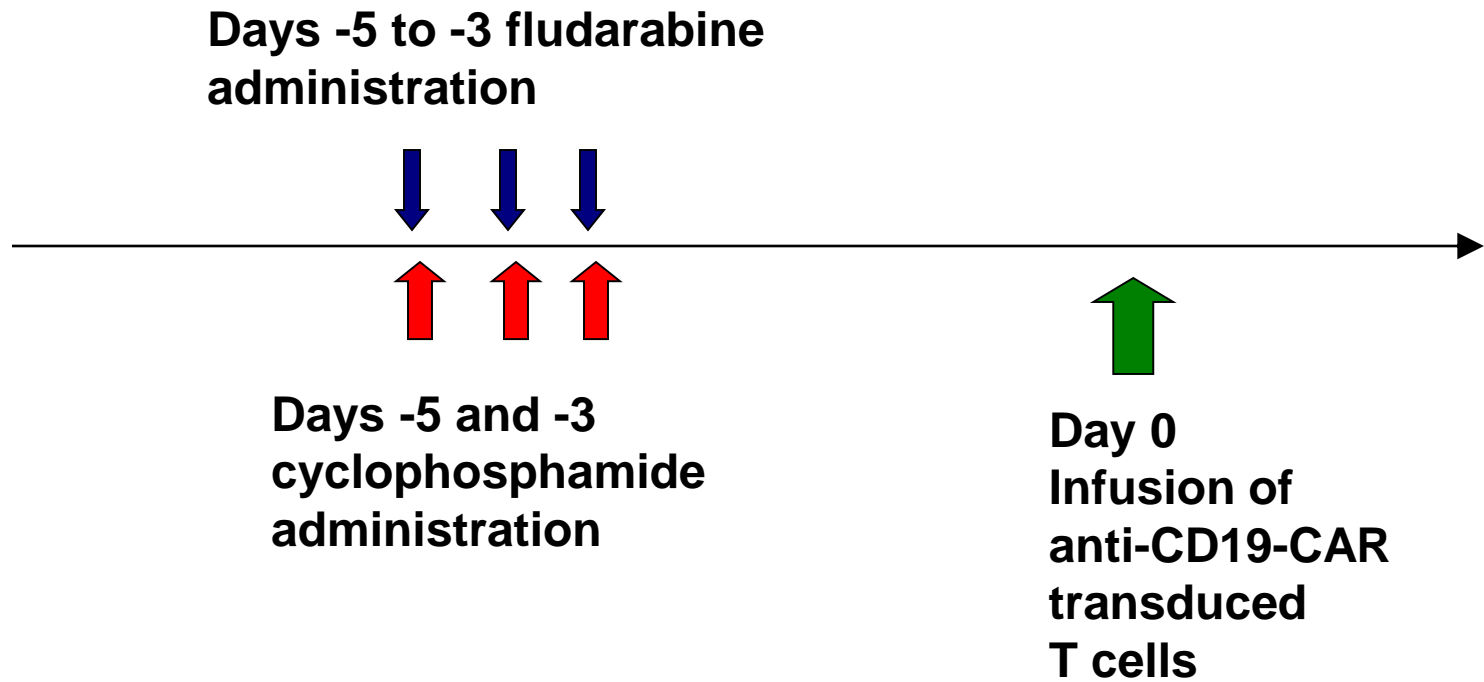 Days -5 to -3 fludarabine
administration
Days -5 and -3
cyclophosphamide
administration
Day 0
Infusion of
anti-CD19-CAR
transduced
T cells